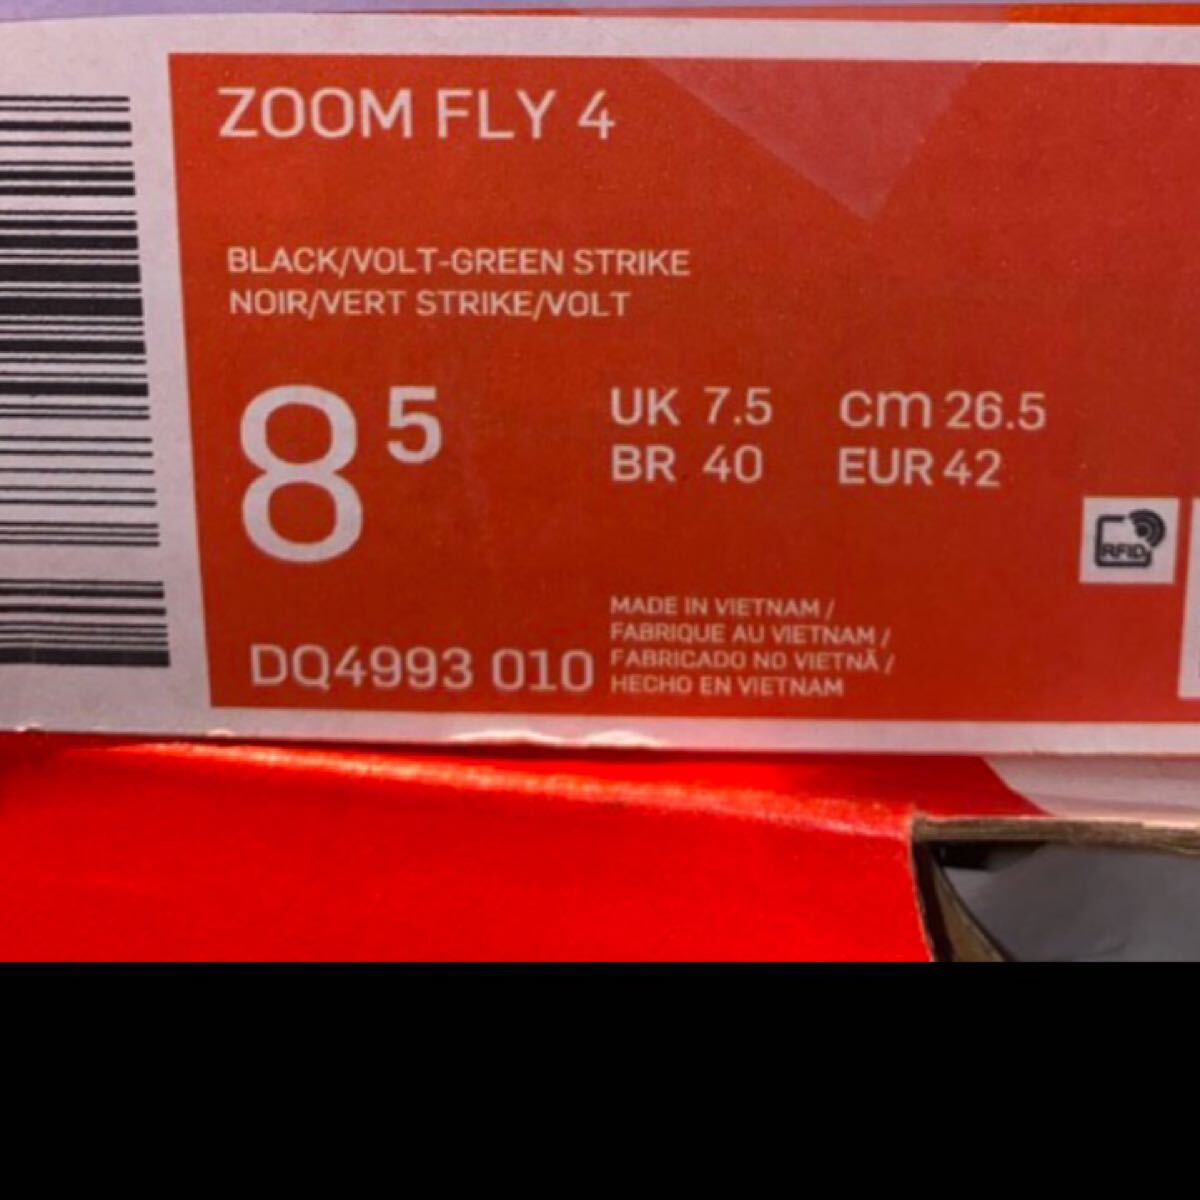 ZOOM FLY 4
BLACK/VOLT-GREEN STRIKE
NOIR/VERT STRIKE/VOLT
8 5
UK 7.5 cm 26.5
BR 40 EUR 42
RFID
DQ4993 010
MADE IN VIETNAM /
FABRIQUE AU VIETNAM /
FABRICADO NO VIETNÃ /
HECHO EN VIETNAM